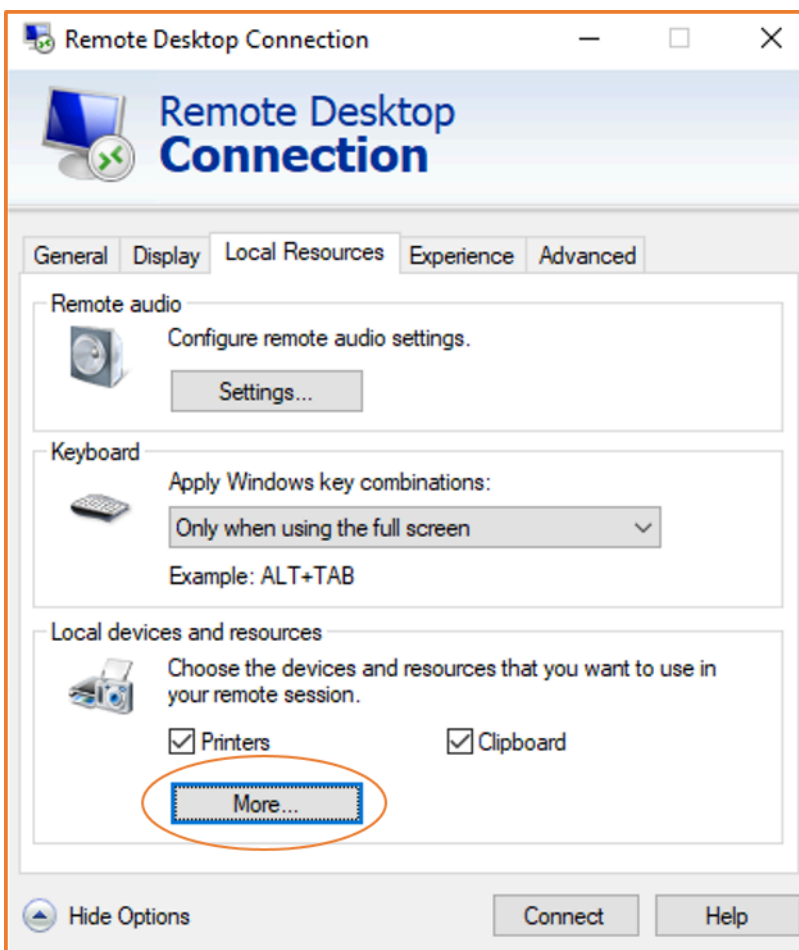 Remote Desktop Connection
Remote Desktop
Connection
General Display Local Resources Experience Advanced
Remote audio
Configure remote audio settings.
Settings...
Keyboard
Apply Windows key combinations:
Only when using the full screen
Example: ALT+TAB
Local devices and resources
Choose the devices and resources that you want to use in
your remote session.
Printers Clipboard
More...
Hide Options Connect Help